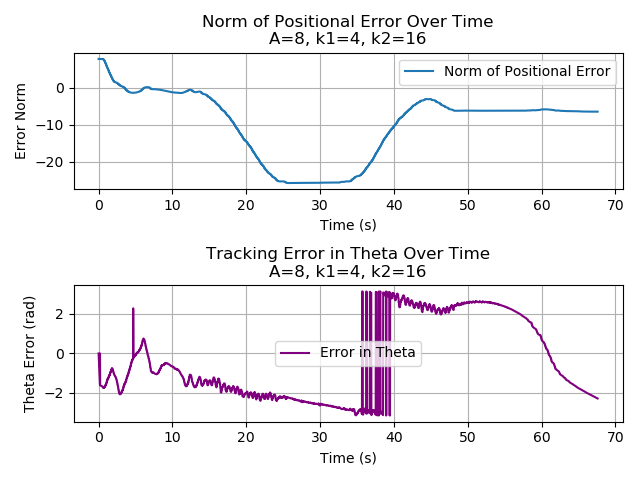 Norm of Positional Error Over Time
A=8, k1=4, k2=16
Norm of Positional Error
Error Norm
0
−10
−20
0 10 20 30 40 50 60 70
Time (s)
Tracking Error in Theta Over Time
A=8, k1=4, k2=16
Error in Theta
Theta Error (rad)
2
0
−2
0 10 20 30 40 50 60 70
Time (s)